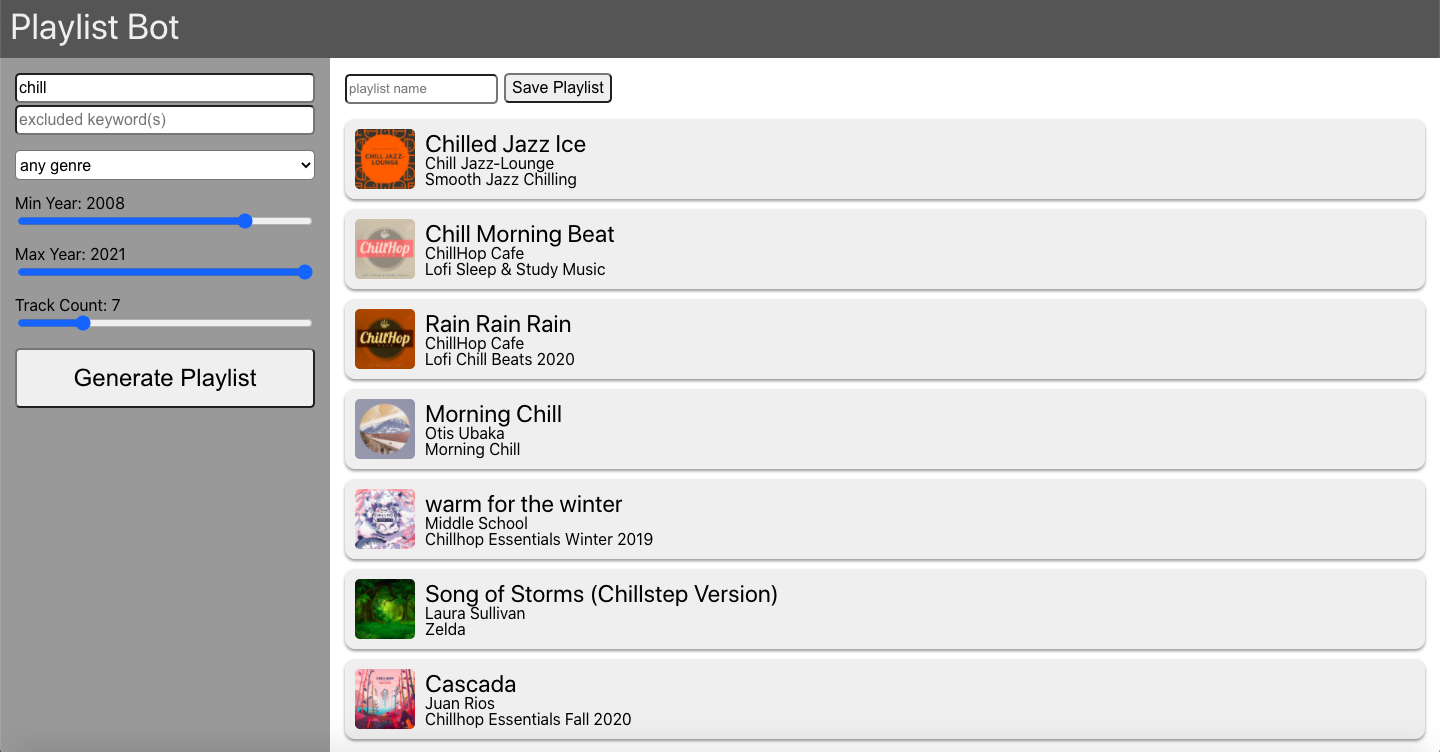 Playlist Bot
chill
excluded keyword(s)
any genre
Min Year: 2008
Max Year: 2021
Track Count: 7
Generate Playlist
playlist name
Save Playlist
CHILL JAZZ-
LOUNGE
Chilled Jazz Ice
Chill Jazz-Lounge
Smooth Jazz Chilling
ChillHop
Chill Morning Beat
ChillHop Cafe
Lofi Sleep & Study Music
ChillHop
Rain Rain Rain
ChillHop Cafe
Lofi Chill Beats 2020
Morning Chill
Otis Ubaka
Morning Chill
warm for the winter
Middle School
Chillhop Essentials Winter 2019
Song of Storms (Chillstep Version)
Laura Sullivan
Zelda
Cascada
Juan Rios
Chillhop Essentials Fall 2020